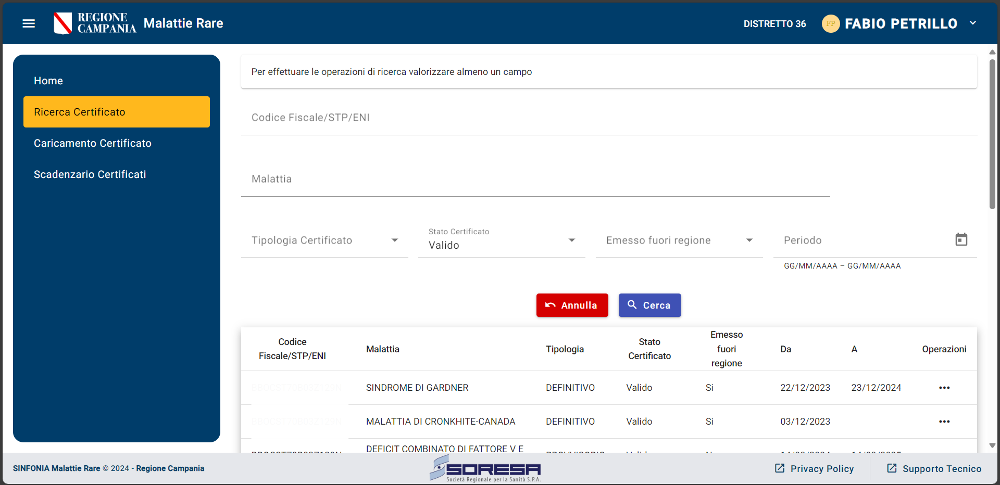 REGIONE
CAMPANIA
Malattie Rare
DISTRETTO 36
FP
FABIO PETRILLO
Home
Ricerca Certificato
Caricamento Certificato
Scadenzario Certificati
Per effettuare le operazioni di ricerca valorizzare almeno un campo
Codice Fiscale/STP/ENI
Malattia
Tipologia Certificato
Stato Certificato
Valido
Emesso fuori regione
Periodo
GG/MM/AAAA – GG/MM/AAAA
Annulla
Cerca
Codice Fiscale/STP/ENI Malattia Tipologia Stato Certificato Emesso fuori regione Da A Operazioni
SINDROME DI GARDNER DEFINITIVO Valido Si 22/12/2023 23/12/2024
MALATTIA DI CRONKHITE-CANADA DEFINITIVO Valido Si 03/12/2023
DEFICIT COMBINATO DI FATTORE V E
SINFONIA Malattie Rare © 2024 - Regione Campania
SORESA
Società Regionale per la Sanità S.P.A.
Privacy Policy
Supporto Tecnico